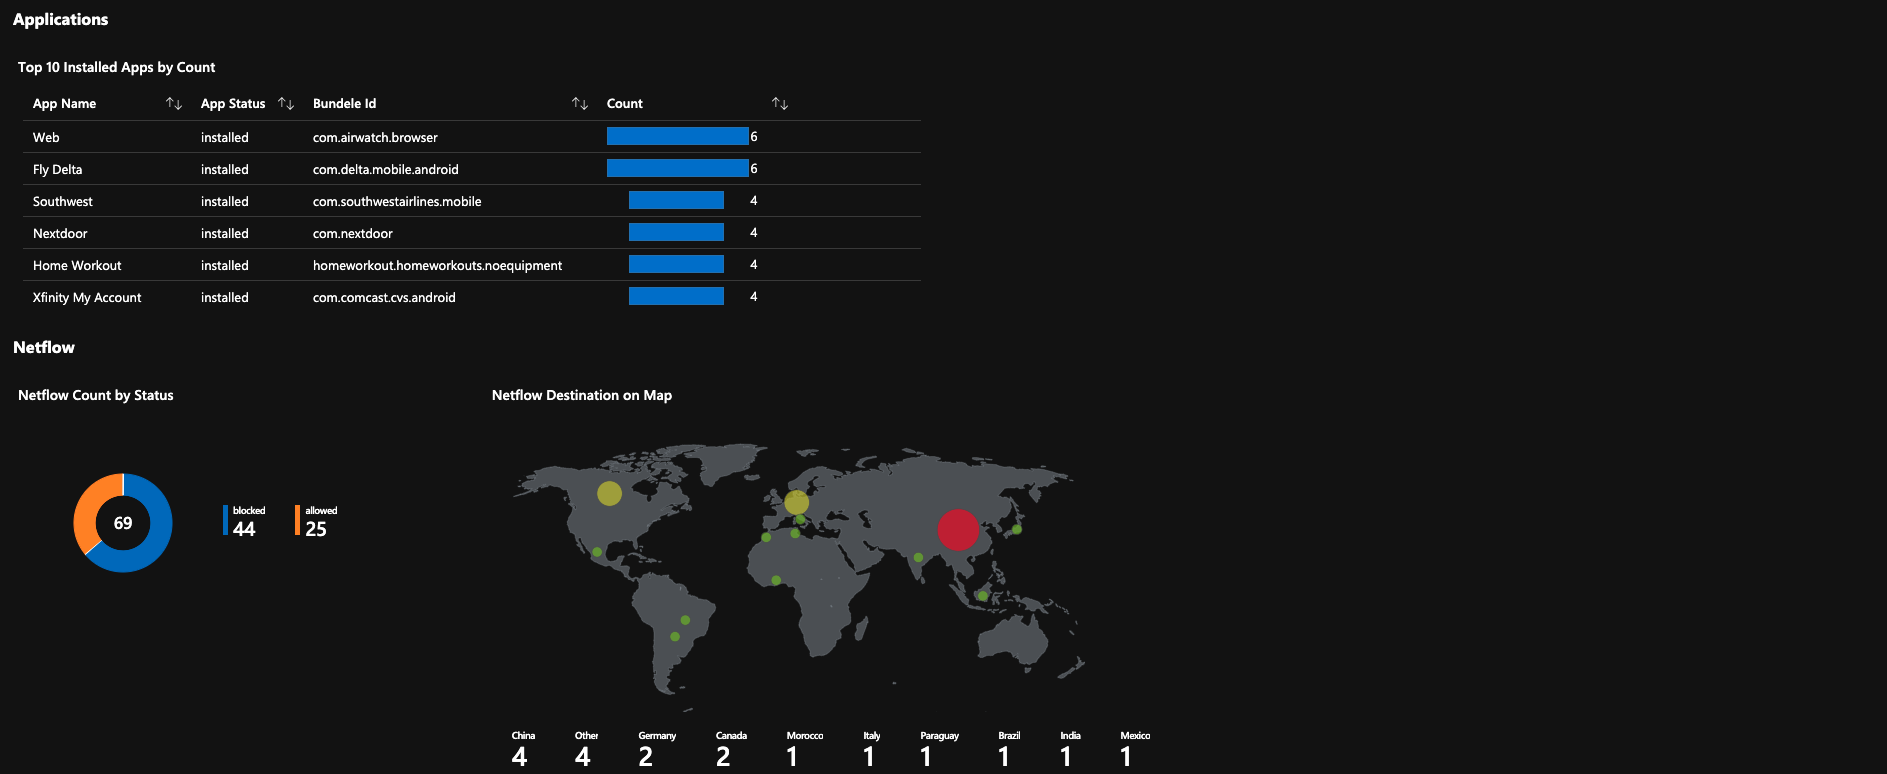 Applications
Top 10 Installed Apps by Count
App Name App Status Bundele Id Count
Web installed com.airwatch.browser 6
Fly Delta installed com.delta.mobile.android 6
Southwest installed com.southwestairlines.mobile 4
Nextdoor installed com.nextdoor 4
Home Workout installed homeworkout.homeworkouts.noequipment 4
Xfinity My Account installed com.comcast.cvs.android 4
Netflow
Netflow Count by Status
69
blocked
44
allowed
25
Netflow Destination on Map
China Other Germany Canada Morocco Italy Paraguay Brazil India Mexico
4 4 2 2 1 1 1 1 1 1